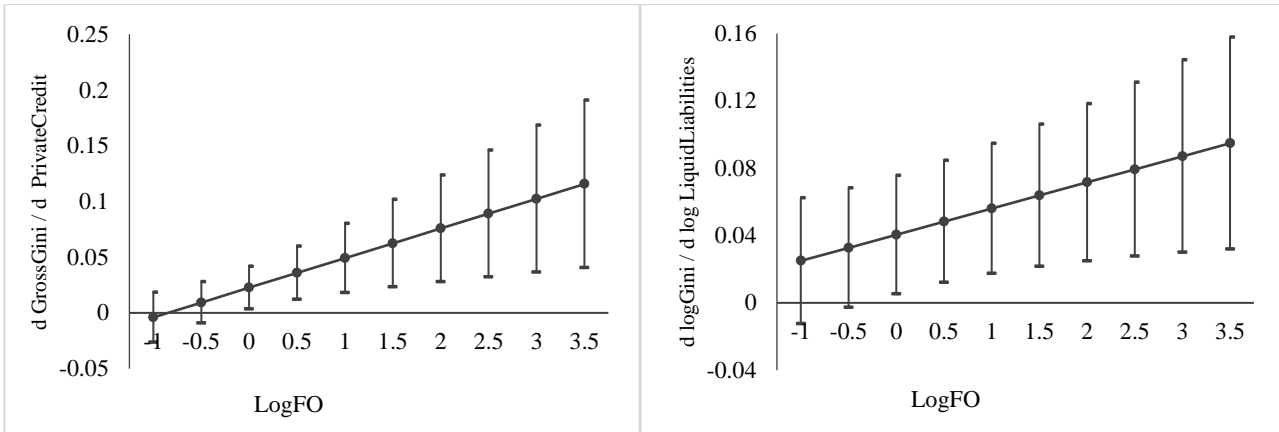 0.25
0.2
0.15
0.1
0.05
0
-0.05
d GrossGini / d PrivateCredit
-1 -0.5 0 0.5 1 1.5 2 2.5 3 3.5
LogFO
0.16
0.12
0.08
0.04
0
-0.04
d logGini / d log LiquidLiabilities
-1 -0.5 0 0.5 1 1.5 2 2.5 3 3.5
LogFO